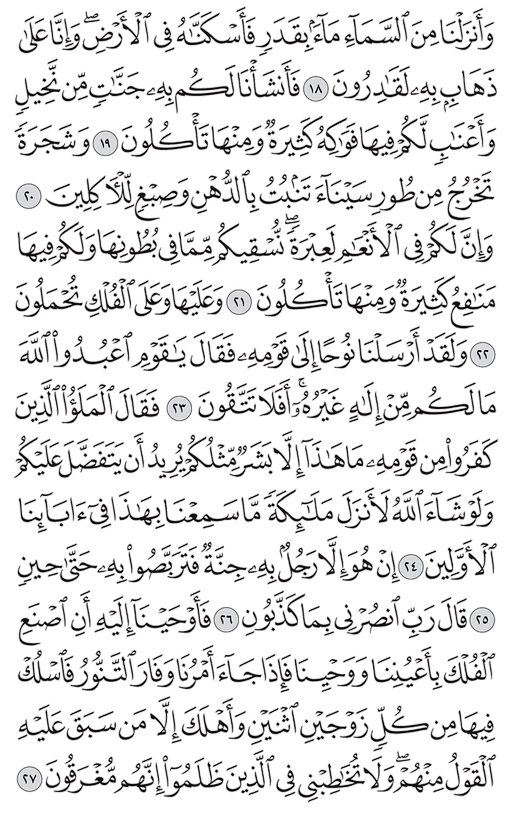 وَأَنزَلْنَا مِنَ ٱلسَّمَآءِ مَآءًۢ بِقَدَرٍ فَأَسْكَنَّٰهُ فِى ٱلْأَرْضِ ۖ وَإِنَّا عَلَىٰ
ذَهَابٍۭ بِهِۦ لَقَٰدِرُونَ ١٨ فَأَنشَأْنَا لَكُم بِهِۦ جَنَّٰتٍ مِّن نَّخِيلٍ
وَأَعْنَٰبٍ لَّكُمْ فِيهَا فَوَٰكِهُ كَثِيرَةٌ وَمِنْهَا تَأْكُلُونَ ١٩ وَشَجَرَةً
تَخْرُجُ مِن طُورِ سَيْنَآءَ تَنۢبُتُ بِٱلدُّهْنِ وَصِبْغٍ لِّلْءَاكِلِينَ ٢٠
وَإِنَّ لَكُمْ فِى ٱلْأَنْعَٰمِ لَعِبْرَةً ۖ نُّسْقِيكُم مِّمَّا فِى بُطُونِهَا وَلَكُمْ فِيهَا
مَنَٰفِعُ كَثِيرَةٌ وَمِنْهَا تَأْكُلُونَ ٢١ وَعَلَيْهَا وَعَلَى ٱلْفُلْكِ تُحْمَلُونَ
٢٢ وَلَقَدْ أَرْسَلْنَا نُوحًا إِلَىٰ قَوْمِهِۦ فَقَالَ يَٰقَوْمِ ٱعْبُدُوا۟ ٱللَّهَ
مَا لَكُم مِّنْ إِلَٰهٍ غَيْرُهُۥٓ ۚ أَفَلَا تَتَّقُونَ ٢٣ فَقَالَ ٱلْمَلَؤُا۟ ٱلَّذِينَ
كَفَرُوا۟ مِن قَوْمِهِۦ مَا هَٰذَآ إِلَّا بَشَرٌ مِّثْلُكُمْ يُرِيدُ أَن يَتَفَضَّلَ عَلَيْكُمْ
وَلَوْ شَآءَ ٱللَّهُ لَأَنزَلَ مَلَٰٓئِكَةً مَّا سَمِعْنَا بِهَٰذَا فِىٓ ءَابَآئِنَا
ٱلْأَوَّلِينَ ٢٤ إِنْ هُوَ إِلَّا رَجُلٌۢ بِهِۦ جِنَّةٌ فَتَرَبَّصُوا۟ بِهِۦ حَتَّىٰ حِينٍ
٢٥ قَالَ رَبِّ ٱنصُرْنِى بِمَا كَذَّبُونِ ٢٦ فَأَوْحَيْنَآ إِلَيْهِ أَنِ ٱصْنَعِ
ٱلْفُلْكَ بِأَعْيُنِنَا وَوَحْيِنَا فَإِذَا جَآءَ أَمْرُنَا وَفَارَ ٱلتَّنُّورُ فَٱسْلُكْ
فِيهَا مِن كُلٍّ زَوْجَيْنِ ٱثْنَيْنِ وَأَهْلَكَ إِلَّا مَن سَبَقَ عَلَيْهِ
ٱلْقَوْلُ مِنْهُمْ ۖ وَلَا تُخَٰطِبْنِى فِى ٱلَّذِينَ ظَلَمُوٓا۟ إِنَّهُم مُّغْرَقُونَ ٢٧